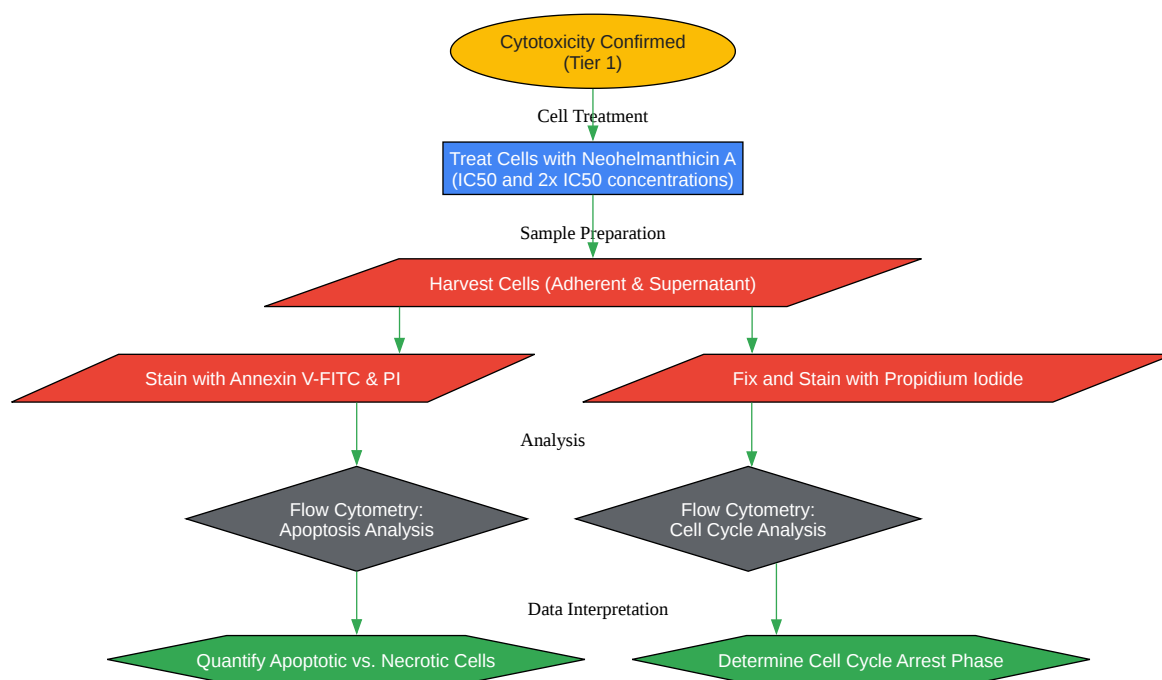 Cytotoxicity Confirmed
(Tier 1)
Cell Treatment
Treat Cells with Neohelmanthicin A
(IC50 and 2x IC50 concentrations)
Sample Preparation
Harvest Cells (Adherent & Supernatant)
Stain with Annexin V-FITC & PI
Fix and Stain with Propidium Iodide
Analysis
Flow Cytometry:
Apoptosis Analysis
Flow Cytometry:
Cell Cycle Analysis
Data Interpretation
Quantify Apoptotic vs. Necrotic Cells
Determine Cell Cycle Arrest Phase